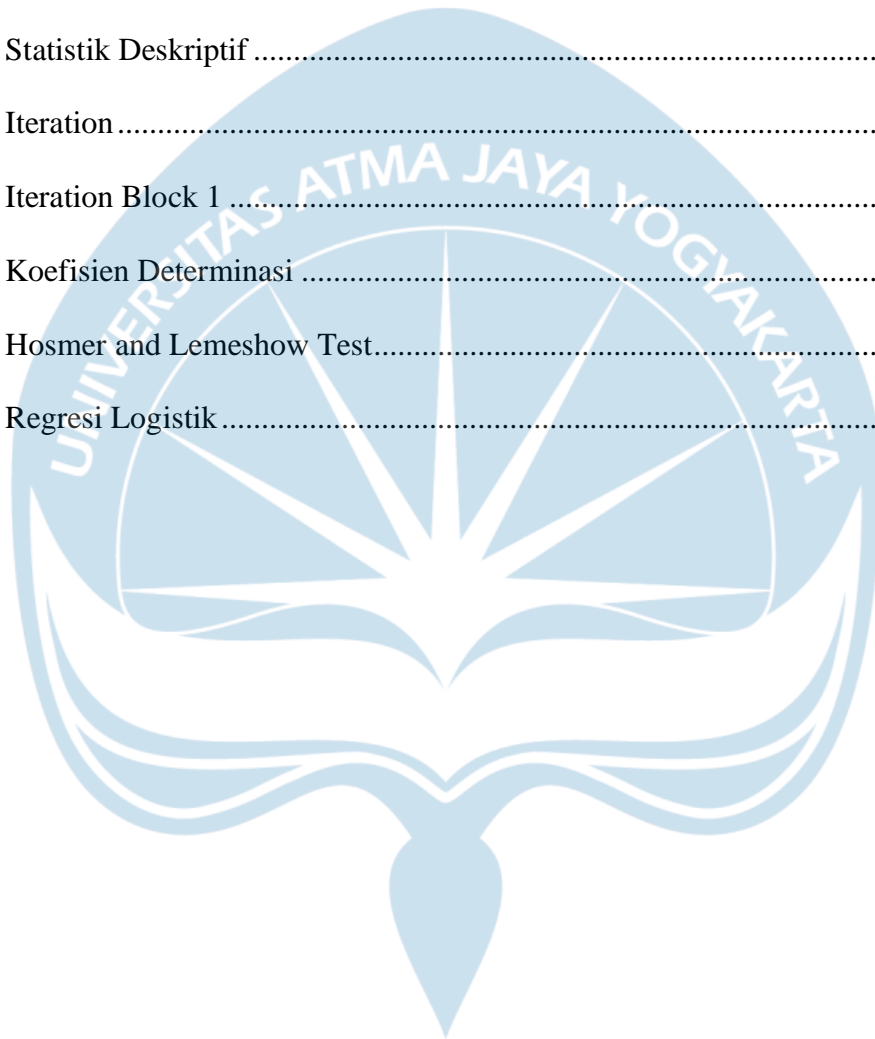 Statistik Deskriptif ..............................................................................
Iteration ...............................................................................................
Iteration Block 1 .................................................................................
Koefisien Determinasi ........................................................................
Hosmer and Lemeshow Test...............................................................
Regresi Logistik ..................................................................................
UNIVERSITAS ATMA JAYA YOGYAKARTA